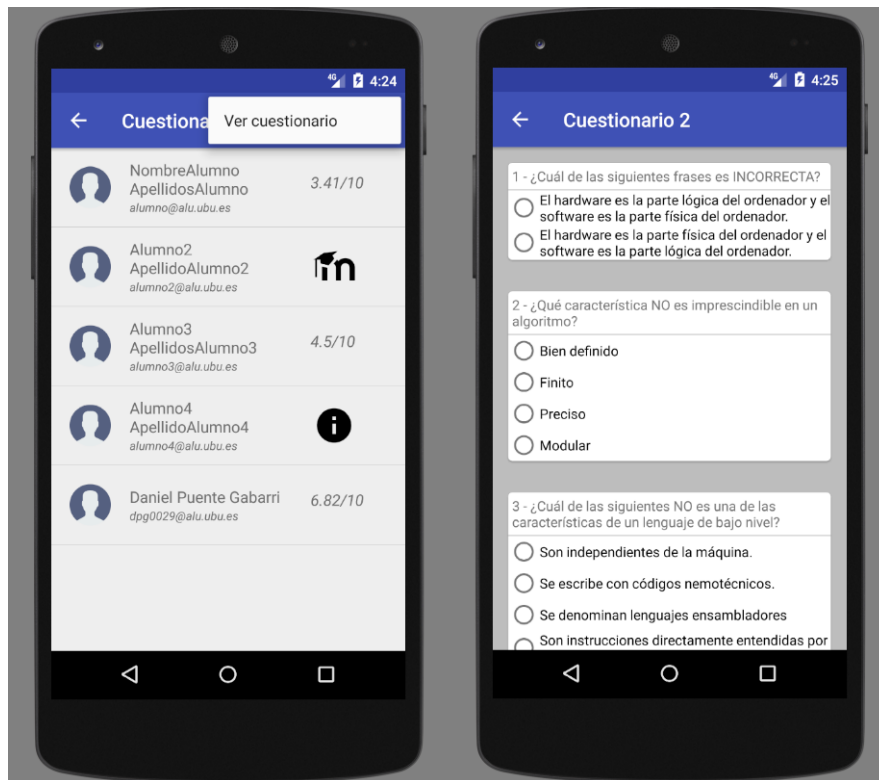 4G 4:24
Cuestiona
Ver cuestionario
NombreAlumno
ApellidosAlumno
alumno@alu.ubu.es
3.41/10
Alumno2
ApellidoAlumno2
alumno2@alu.ubu.es
Alumno3
ApellidosAlumno3
alumno3@alu.ubu.es
4.5/10
Alumno4
ApellidoAlumno4
alumno4@alu.ubu.es
Daniel Puente Gabarri
dpg0029@alu.ubu.es
6.82/10
4G 4:25
Cuestionario 2
1 - ¿Cuál de las siguientes frases es INCORRECTA?
El hardware es la parte lógica del ordenador y el
software es la parte física del ordenador.
El hardware es la parte física del ordenador y el
software es la parte lógica del ordenador.
2 - ¿Qué característica NO es imprescindible en un
algoritmo?
Bien definido
Finito
Preciso
Modular
3 - ¿Cuál de las siguientes NO es una de las
características de un lenguaje de bajo nivel?
Son independientes de la máquina.
Se escribe con códigos nemotécnicos.
Se denominan lenguajes ensambladores
Son instrucciones directamente entendidas por